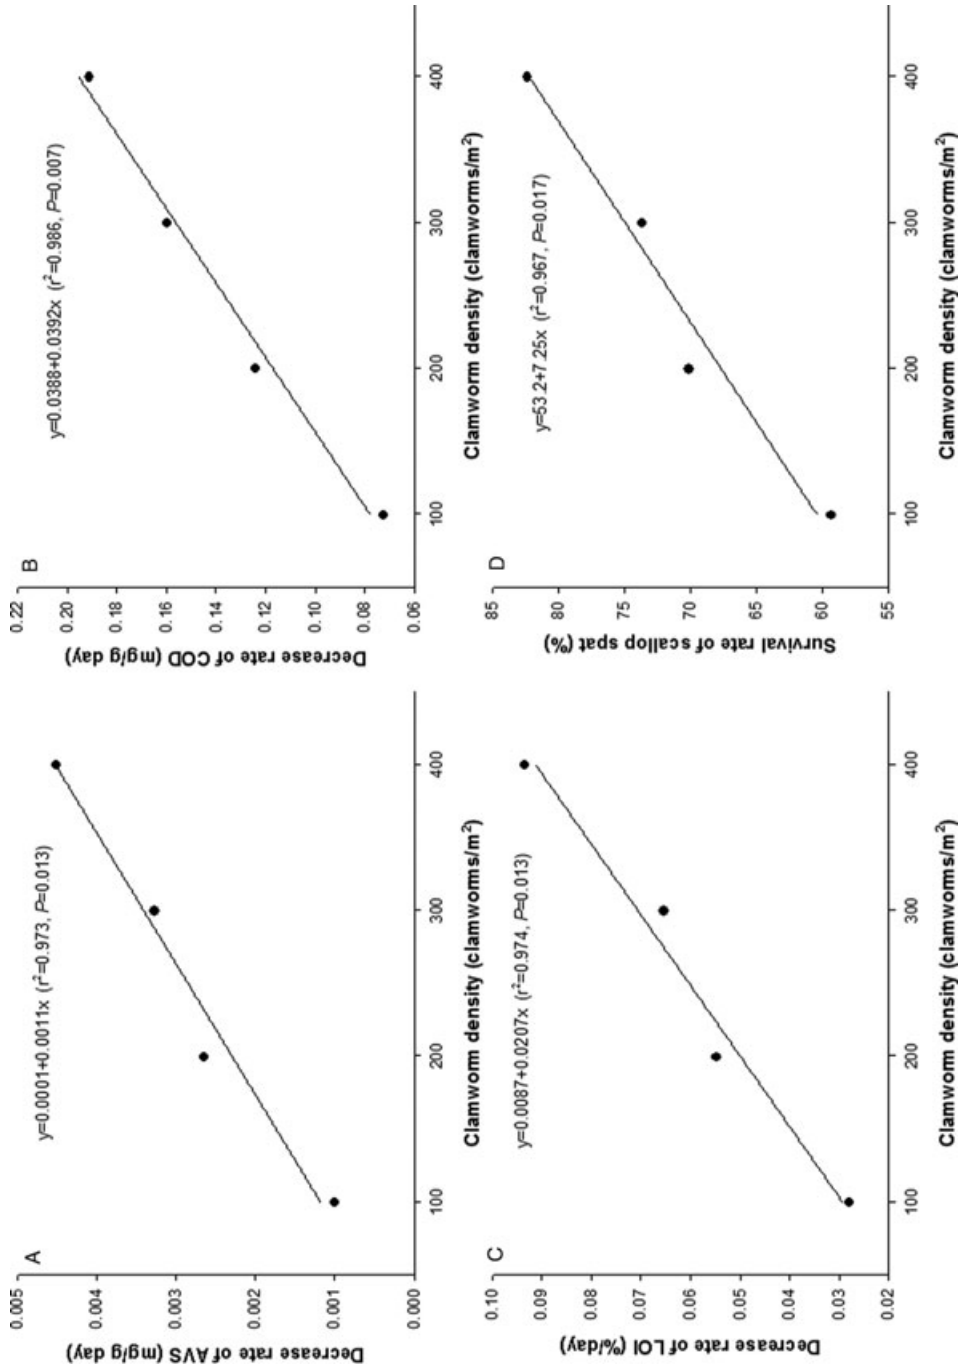 A
y=0.0001+0.0011x (r²=0.973, P=0.013)
Decrease rate of AVS (mg/g day)
0.005
0.004
0.003
0.002
0.001
0.000
100 200 300 400
Clamworm density (clamworms/m²)
B
y=0.0388+0.0392x (r²=0.986, P=0.007)
Decrease rate of COD (mg/g day)
0.22
0.20
0.18
0.16
0.14
0.12
0.10
0.08
0.06
100 200 300 400
Clamworm density (clamworms/m²)
C
y=0.0087+0.0207x (r²=0.974, P=0.013)
Decrease rate of LOI (%/day)
0.10
0.09
0.08
0.07
0.06
0.05
0.04
0.03
0.02
100 200 300 400
Clamworm density (clamworms/m²)
D
y=53.2+7.25x (r²=0.967, P=0.017)
Survival rate of scallop spat (%)
85
80
75
70
65
60
55
100 200 300 400
Clamworm density (clamworms/m²)